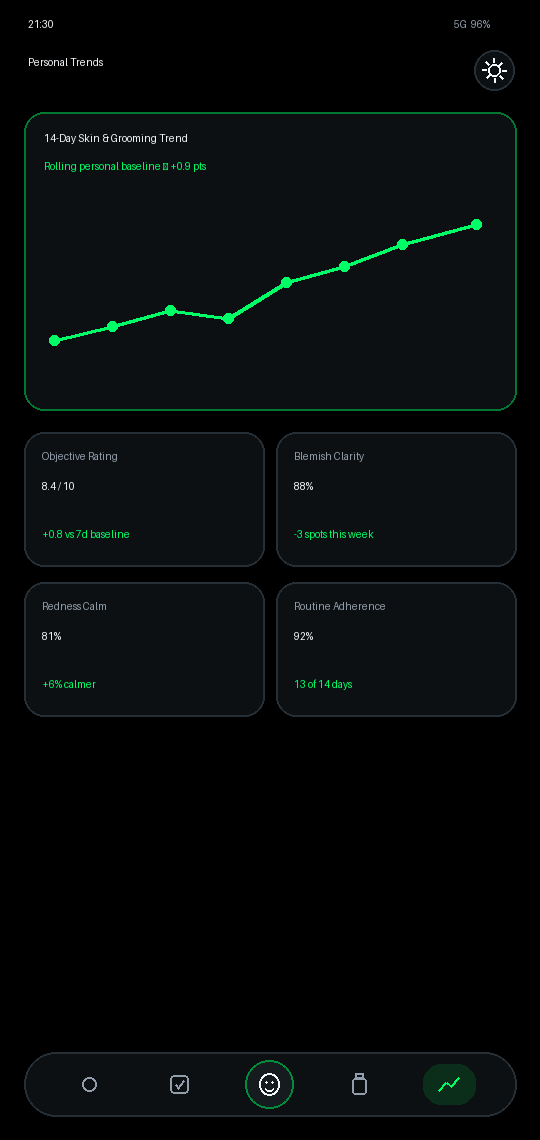 21:30
5G 96%
Personal Trends
14-Day Skin & Grooming Trend
Rolling personal baseline ▯ +0.9 pts
Objective Rating
8.4 / 10
+0.8 vs 7d baseline
Blemish Clarity
88%
-3 spots this week
Redness Calm
81%
+6% calmer
Routine Adherence
92%
13 of 14 days